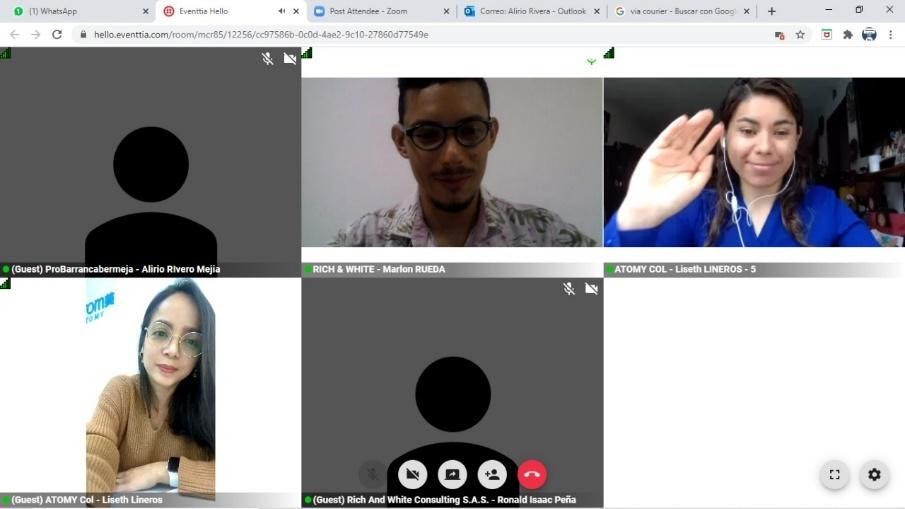 (1) WhatsApp
Eventtia Hello
Post Attendee - Zoom
Correo: Alirio Rivera - Outlook
via courier - Buscar con Googl
hello.eventtia.com/room/mcr85/12256/cc97586b-0c0d-4ae2-9c10-27860d77549e
(Guest) ProBarrancabermeja - Alirio RIvero Mejia
RICH & WHITE - Marlon RUEDA
ATOMY COL - Liseth LINEROS - 5
(Guest) ATOMY Col - Liseth Lineros
(Guest) Rich And White Consulting S.A.S. - Ronald Isaac Peña